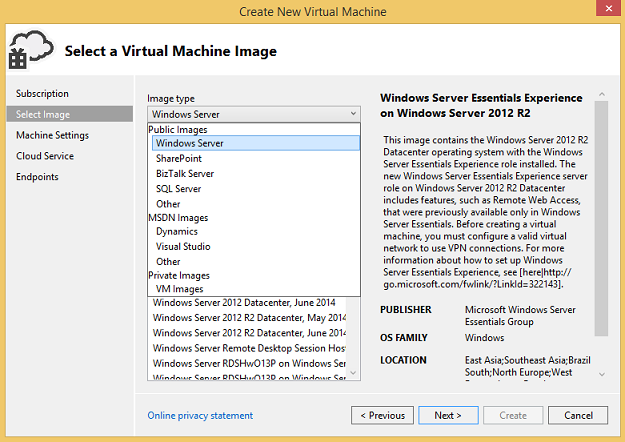 Create New Virtual Machine
Select a Virtual Machine Image
Subscription
Select Image
Machine Settings
Cloud Service
Endpoints
Image type
Windows Server
Public Images
Windows Server
SharePoint
BizTalk Server
SQL Server
Other
MSDN Images
Dynamics
Visual Studio
Other
Private Images
VM Images
Windows Server 2012 Datacenter, June 2014
Windows Server 2012 R2 Datacenter, May 2014
Windows Server 2012 R2 Datacenter, June 2014
Windows Server Remote Desktop Session Hos
Windows Server RDSHwO13P on Windows Ser
Windows Server RDSHwO13P on Windows Ser
Windows Server Essentials Experience
on Windows Server 2012 R2
This image contains the Windows Server 2012 R2
Datacenter operating system with the Windows
Server Essentials Experience role installed. The
new Windows Server Essentials Experience server
role on Windows Server 2012 R2 Datacenter
includes features, such as Remote Web Access,
that were previously available only in Windows
Server Essentials. Before creating a virtual
machine, you must configure a valid virtual
network to use VPN connections. For more
information about how to set up Windows
Server Essentials Experience, see [here|http://
go.microsoft.com/fwlink/?LinkId=322143].
PUBLISHER Microsoft Windows Server
Essentials Group
OS FAMILY Windows
LOCATION East Asia;Southeast Asia;Brazil
South;North Europe;West
Online privacy statement
< Previous
Next >
Create
Cancel